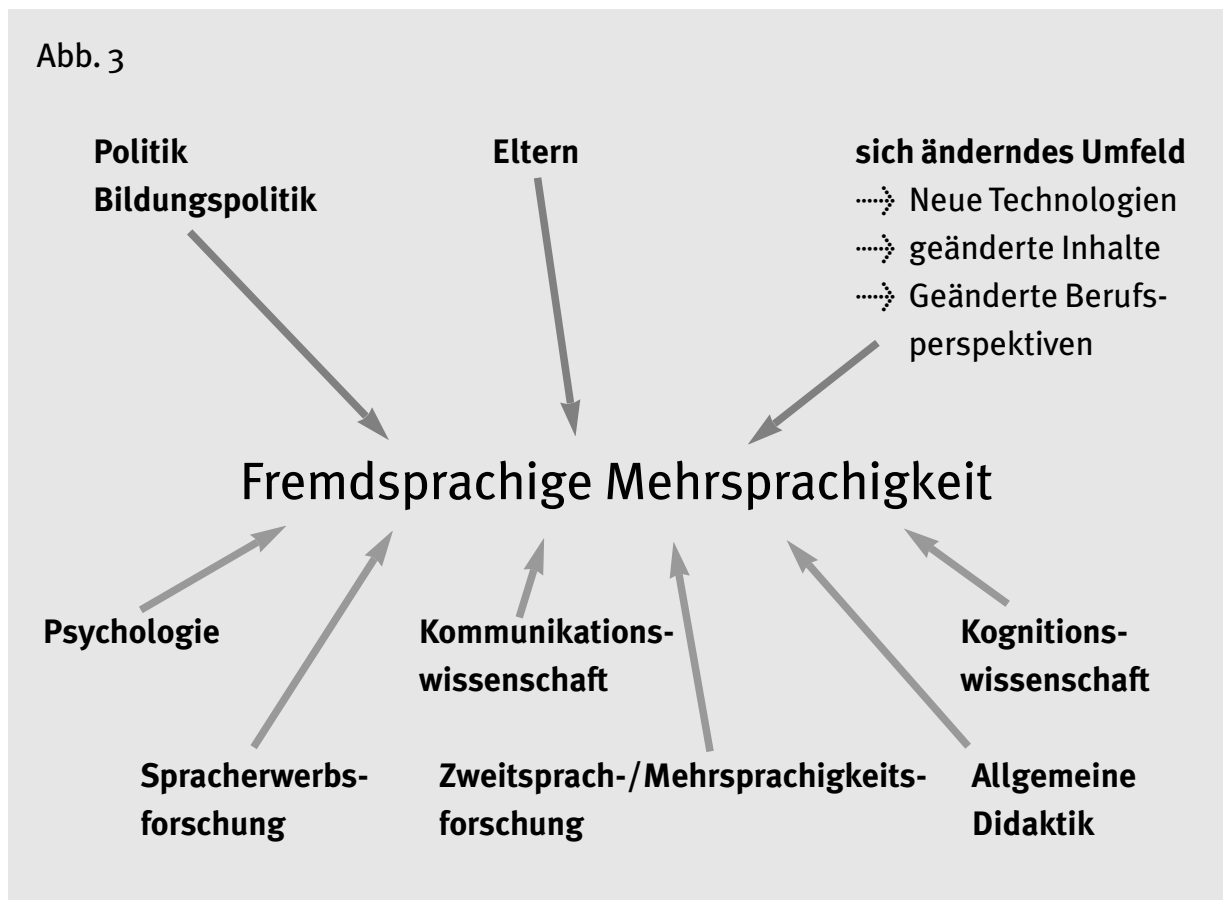 Abb. 3
Politik
Bildungspolitik
Eltern
sich änderndes Umfeld
Neue Technologien
geänderte Inhalte
Geänderte Berufs-
perspektiven
Fremdsprachige Mehrsprachigkeit
Psychologie
Kommunikations-
wissenschaft
Kognitions-
wissenschaft
Spracherwerbs-
forschung
Zweitsprach-/Mehrsprachigkeits-
forschung
Allgemeine
Didaktik